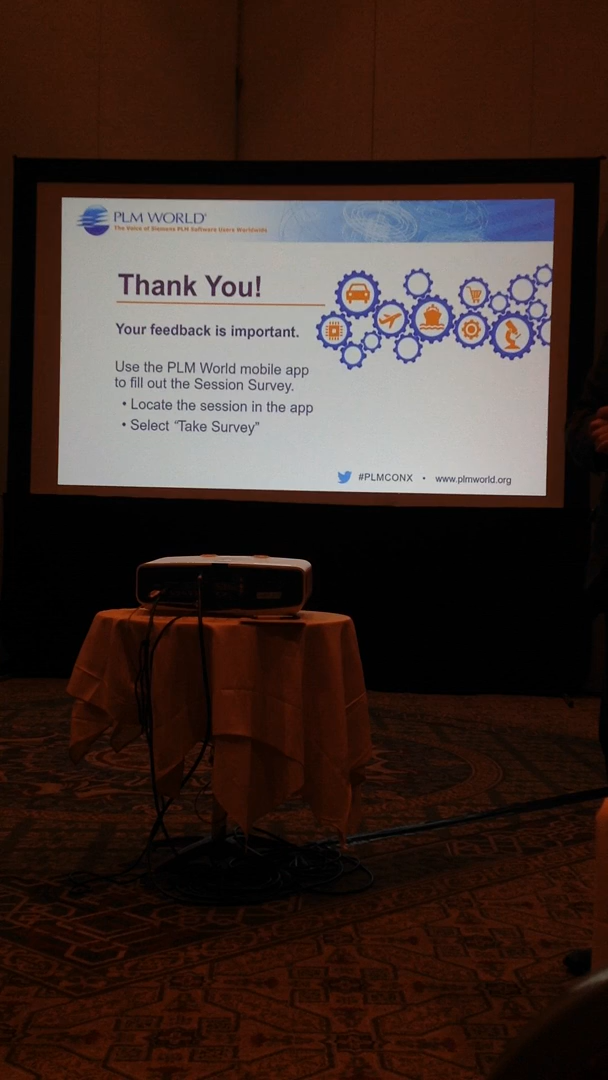 PLM WORLD®
The Voice of Siemens PLM Software Users Worldwide
Thank You!
Your feedback is important.
Use the PLM World mobile app
to fill out the Session Survey.
• Locate the session in the app
• Select “Take Survey”
#PLMCONX • www.plmworld.org